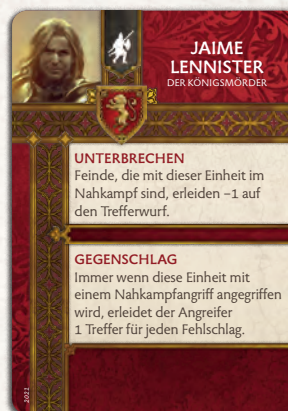 JAIME
LENNISTER
DER KÖNIGSMÖRDER
UNTERBRECHEN
Feinde, die mit dieser Einheit im
Nahkampf sind, erleiden −1 auf
den Trefferwurf.
GEGENSCHLAG
Immer wenn diese Einheit mit
einem Nahkampfangriff angegriffen
wird, erleidet der Angreifer
1 Treffer für jeden Fehlschlag.
2021